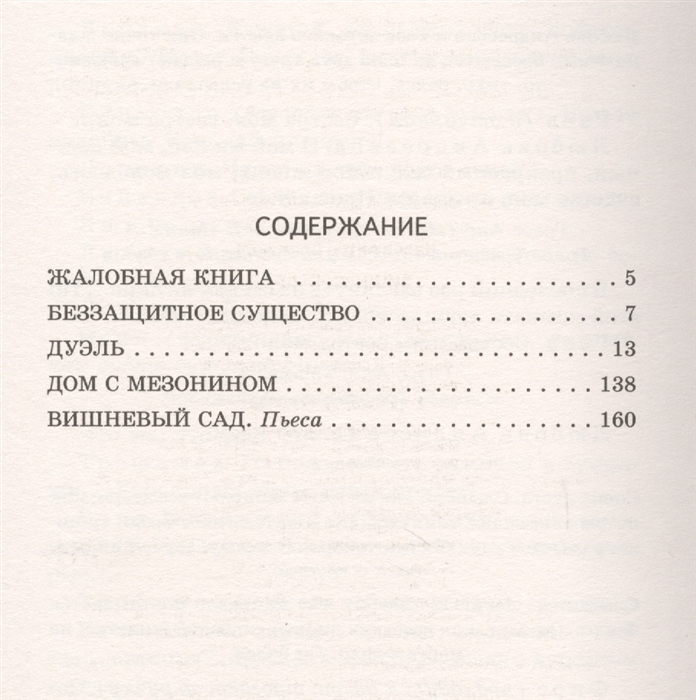 СОДЕРЖАНИЕ
ЖАЛОБНАЯ КНИГА . . . . . . . . . . . . . . . . . . . . . . . . 5
БЕЗЗАЩИТНОЕ СУЩЕСТВО . . . . . . . . . . . . . . . . . . 7
ДУЭЛЬ . . . . . . . . . . . . . . . . . . . . . . . . . . . . . . . . . 13
ДОМ С МЕЗОНИНОМ . . . . . . . . . . . . . . . . . . . . . . 138
ВИШНЕВЫЙ САД. Пьеса . . . . . . . . . . . . . . . . . . . . 160